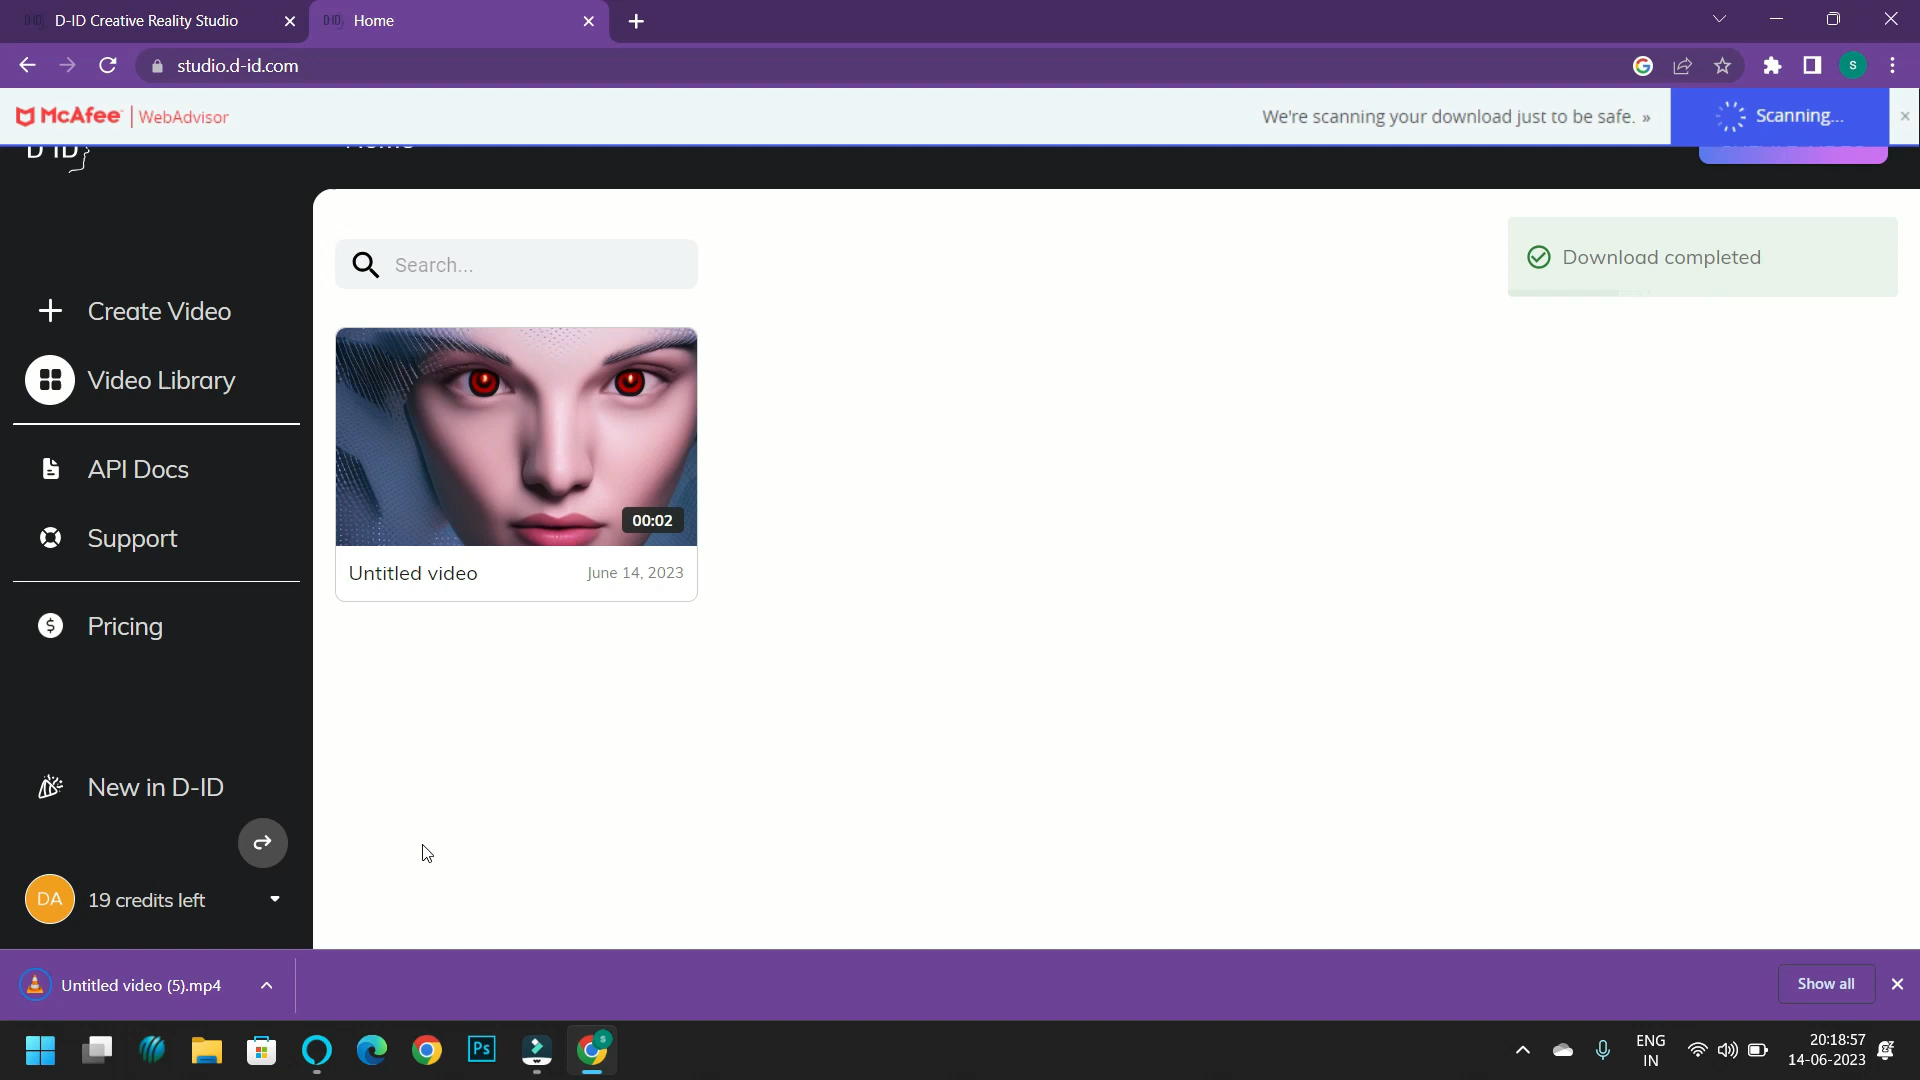 D-ID Creative Reality Studio
Home
studio.d-id.com
S
McAfee | WebAdvisor
We're scanning your download just to be safe. »
Scanning...
D-ID
Home
Search...
Download completed
Create Video
Video Library
API Docs
Support
Pricing
00:02
Untitled video
June 14, 2023
New in D-ID
DA
19 credits left
Untitled video (5).mp4
Show all
Ps
S
ENG
IN
20:18:57
14-06-2023